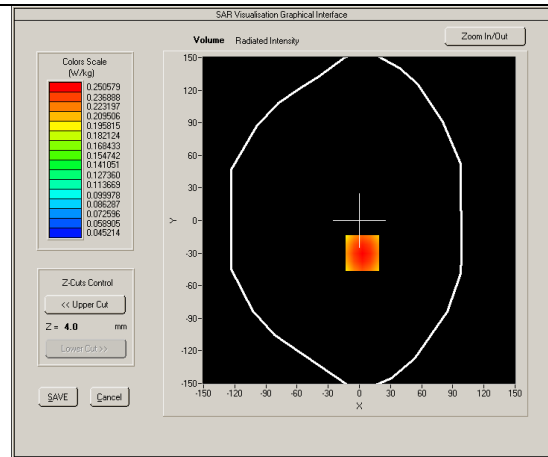 SAR Visualisation Graphical Interface
Volume Radiated Intensity
Zoom In/Out
Colors Scale
(W/kg)
0.250579
0.236888
0.223197
0.209506
0.195815
0.182124
0.168433
0.154742
0.141051
0.127360
0.113669
0.099978
0.086287
0.072596
0.058905
0.045214
Z-Cuts Control
<< Upper Cut
Z = 4.0 mm
Lower Cut >>
SAVE Cancel
150
120
90
60
30
0
-30
-60
-90
-120
-150
Y
-150 -120 -90 -60 -30 0 30 60 90 120 150
X